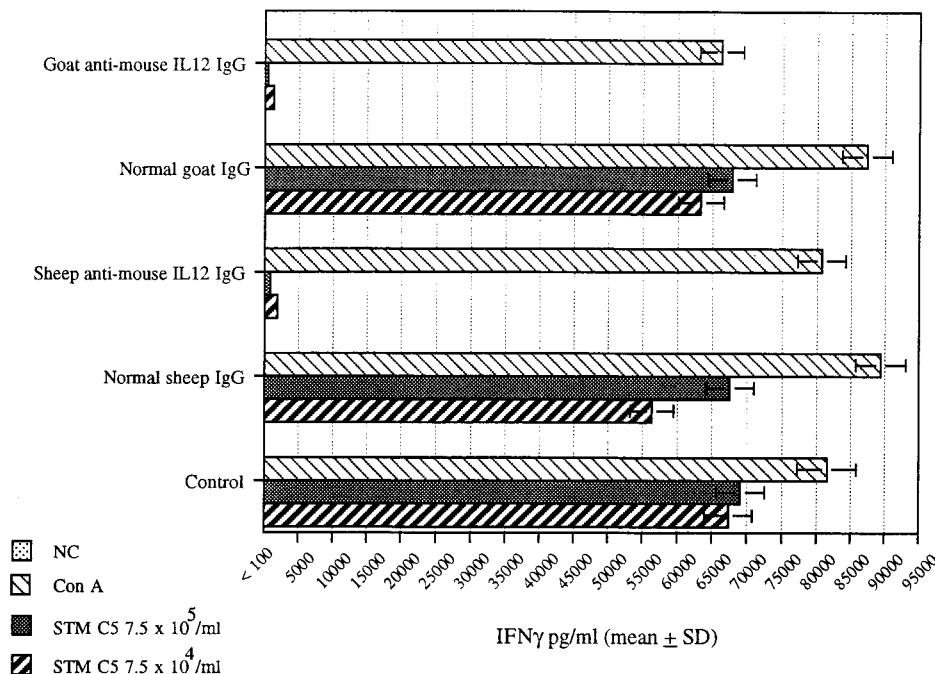 Goat anti-mouse IL12 IgG
Normal goat IgG
Sheep anti-mouse IL12 IgG
Normal sheep IgG
Control
< 100 5000 10000 15000 20000 25000 30000 35000 40000 45000 50000 55000 60000 65000 70000 75000 80000 85000 90000 95000
IFNγ pg/ml (mean ± SD)
NC
Con A
STM C5 7.5 x 10⁵/ml
STM C5 7.5 x 10⁴/ml